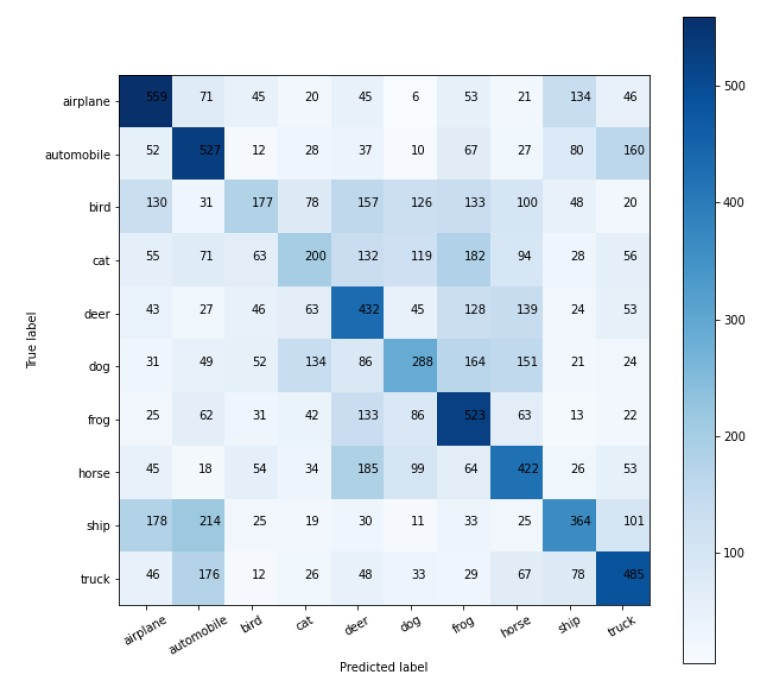 airplane 559 71 45 20 45 6 53 21 134 46
automobile 52 527 12 28 37 10 67 27 80 160
bird 130 31 177 78 157 126 133 100 48 20
cat 55 71 63 200 132 119 182 94 28 56
deer 43 27 46 63 432 45 128 139 24 53
dog 31 49 52 134 86 288 164 151 21 24
frog 25 62 31 42 133 86 523 63 13 22
horse 45 18 54 34 185 99 64 422 26 53
ship 178 214 25 19 30 11 33 25 364 101
truck 46 176 12 26 48 33 29 67 78 485
airplane automobile bird cat deer dog frog horse ship truck
Predicted label
True label
500
400
300
200
100